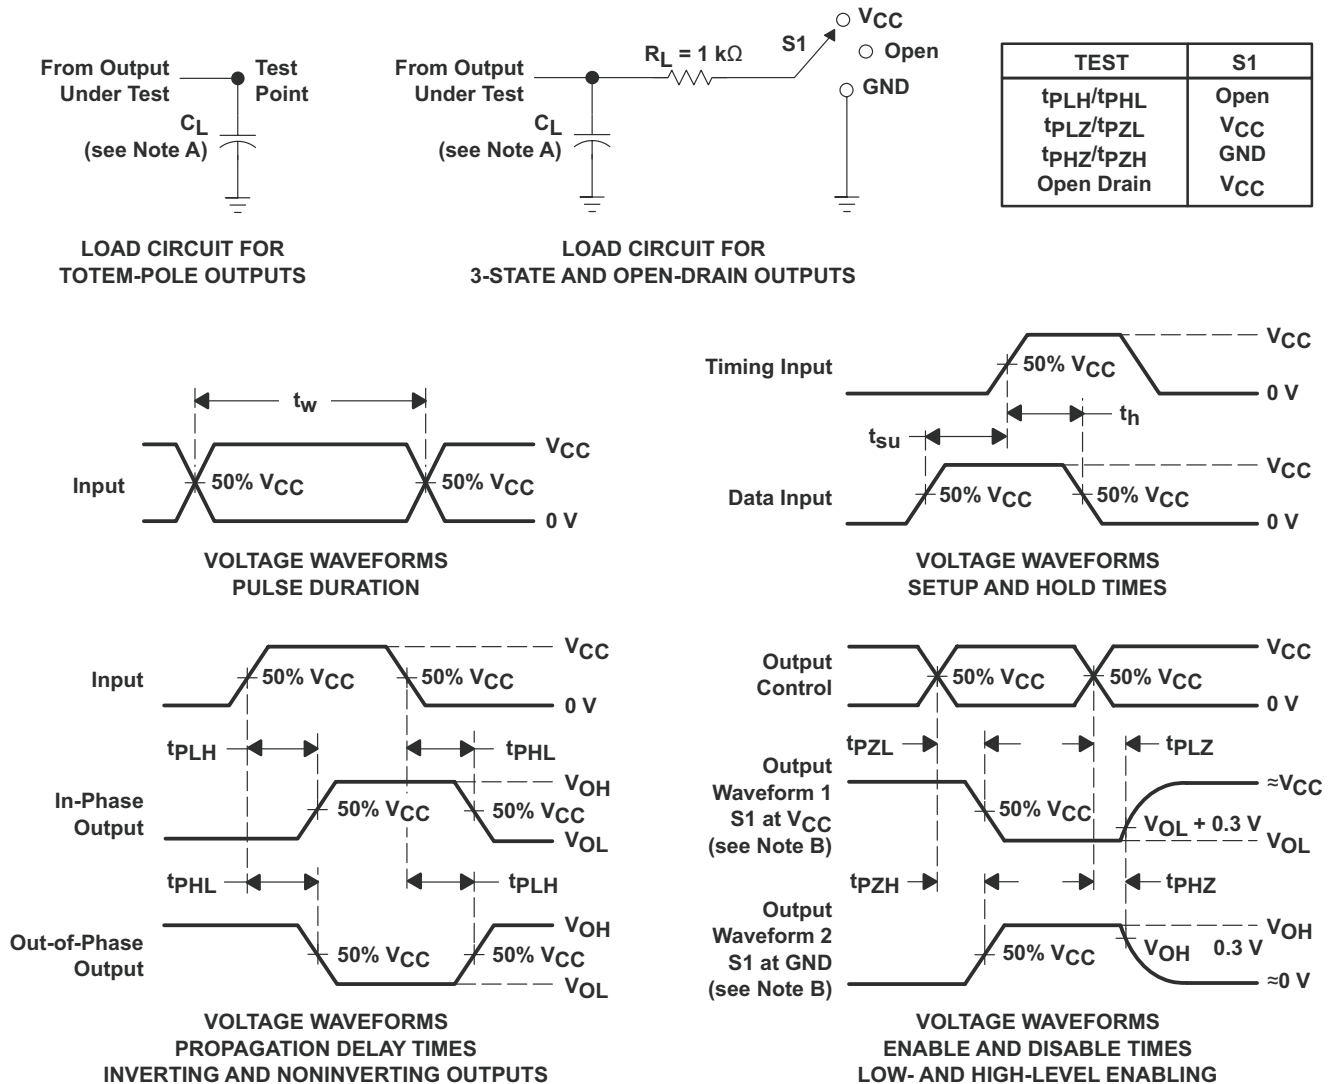 From Output
Under Test
Test
Point
CL
(see Note A)
LOAD CIRCUIT FOR
TOTEM-POLE OUTPUTS
From Output
Under Test
RL = 1 kΩ
S1
VCC
Open
GND
CL
(see Note A)
LOAD CIRCUIT FOR
3-STATE AND OPEN-DRAIN OUTPUTS
TEST S1
tPLH/tPHL Open
tPLZ/tPZL VCC
tPHZ/tPZH GND
Open Drain VCC
tw
Input
50% VCC
50% VCC
VCC
0 V
VOLTAGE WAVEFORMS
PULSE DURATION
Timing Input
50% VCC
VCC
0 V
tsu
th
Data Input
50% VCC
50% VCC
VCC
0 V
VOLTAGE WAVEFORMS
SETUP AND HOLD TIMES
Input
50% VCC
50% VCC
VCC
0 V
tPLH
tPHL
In-Phase
Output
50% VCC
50% VCC
VOH
VOL
tPHL
tPLH
Out-of-Phase
Output
50% VCC
50% VCC
VOH
VOL
VOLTAGE WAVEFORMS
PROPAGATION DELAY TIMES
INVERTING AND NONINVERTING OUTPUTS
Output
Control
50% VCC
50% VCC
VCC
0 V
tPZL
tPLZ
Output
Waveform 1
S1 at VCC
(see Note B)
50% VCC
VOL + 0.3 V
≈VCC
VOL
tPZH
tPHZ
Output
Waveform 2
S1 at GND
(see Note B)
50% VCC
VOH 0.3 V
VOH
≈0 V
VOLTAGE WAVEFORMS
ENABLE AND DISABLE TIMES
LOW- AND HIGH-LEVEL ENABLING